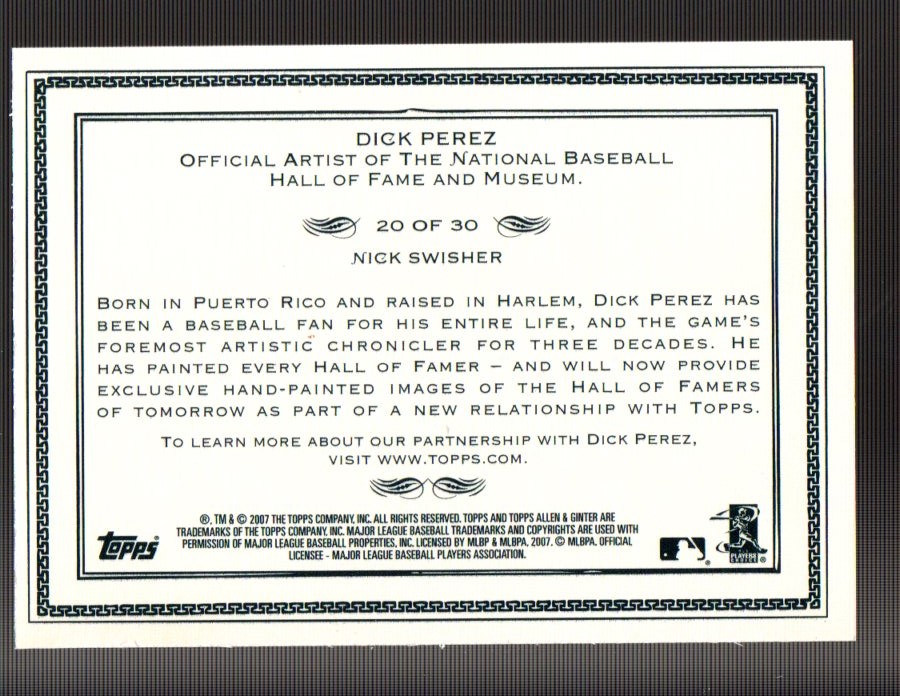 DICK PEREZ
OFFICIAL ARTIST OF THE NATIONAL BASEBALL
HALL OF FAME AND MUSEUM.
20 OF 30
NICK SWISHER
BORN IN PUERTO RICO AND RAISED IN HARLEM, DICK PEREZ HAS
BEEN A BASEBALL FAN FOR HIS ENTIRE LIFE, AND THE GAME'S
FOREMOST ARTISTIC CHRONICLER FOR THREE DECADES. HE
HAS PAINTED EVERY HALL OF FAMER – AND WILL NOW PROVIDE
EXCLUSIVE HAND-PAINTED IMAGES OF THE HALL OF FAMERS
OF TOMORROW AS PART OF A NEW RELATIONSHIP WITH TOPPS.
TO LEARN MORE ABOUT OUR PARTNERSHIP WITH DICK PEREZ,
VISIT WWW.TOPPS.COM.
®, TM & © 2007 THE TOPPS COMPANY, INC. ALL RIGHTS RESERVED. TOPPS AND TOPPS ALLEN & GINTER ARE
TRADEMARKS OF THE TOPPS COMPANY, INC. MAJOR LEAGUE BASEBALL TRADEMARKS AND COPYRIGHTS ARE USED WITH
PERMISSION OF MAJOR LEAGUE BASEBALL PROPERTIES, INC. LICENSED BY MLBP & MLBPA, 2007. © MLBPA. OFFICIAL
LICENSEE - MAJOR LEAGUE BASEBALL PLAYERS ASSOCIATION.
Topps®
®
PLAYERS
CHOICE ®